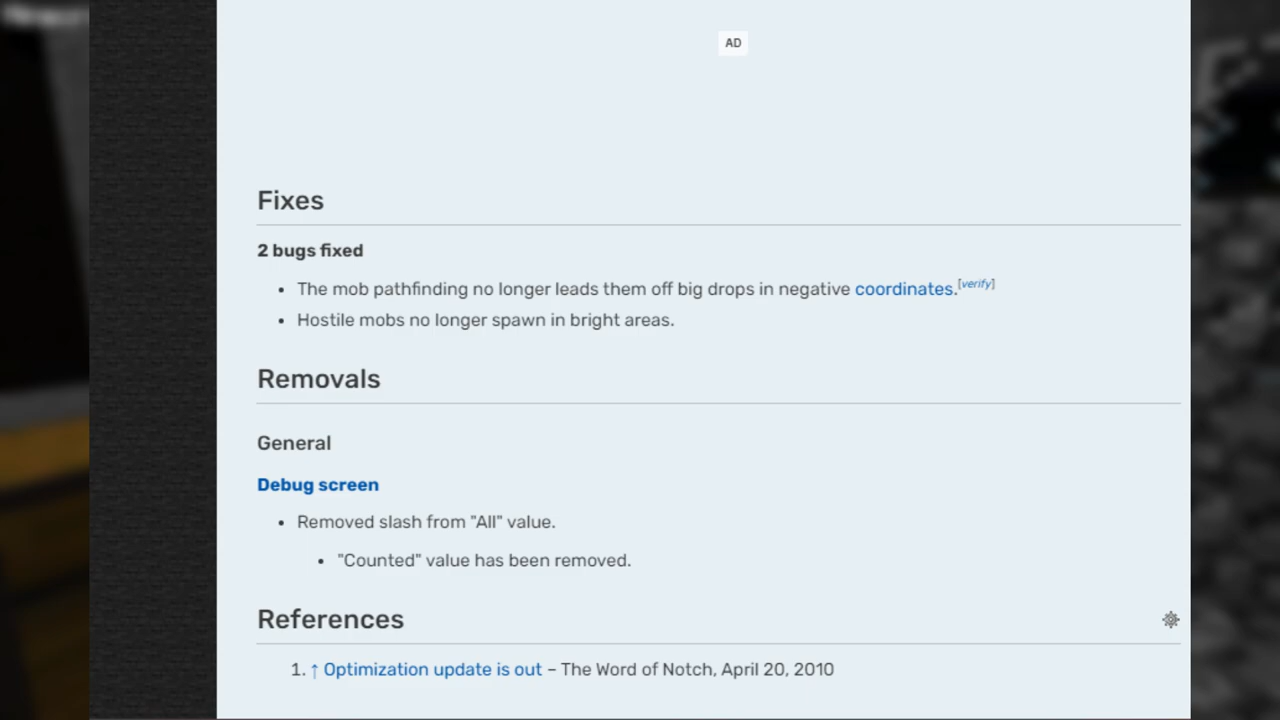 AD
Fixes
2 bugs fixed
• The mob pathfinding no longer leads them off big drops in negative coordinates.[verify]
• Hostile mobs no longer spawn in bright areas.
Removals
General
Debug screen
• Removed slash from "All" value.
• "Counted" value has been removed.
References
1. ↑ Optimization update is out – The Word of Notch, April 20, 2010